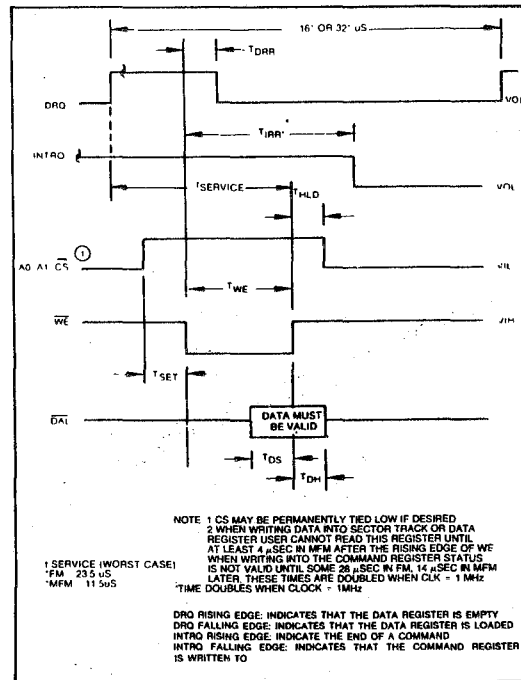 16* OR 32* uS
TDRR
DRQ
VOL
TIRR*
INTRQ
tSERVICE
THLD
VOL
1
A0 A1 CS
VIL
TWE
WE
VIH
TSET
DAL
DATA MUST
BE VALID
TDS
TDH
NOTE 1 CS MAY BE PERMANENTLY TIED LOW IF DESIRED
2 WHEN WRITING DATA INTO SECTOR TRACK OR DATA
REGISTER USER CANNOT READ THIS REGISTER UNTIL
AT LEAST 4 µSEC IN MFM AFTER THE RISING EDGE OF WE
WHEN WRITING INTO THE COMMAND REGISTER STATUS
IS NOT VALID UNTIL SOME 28 µSEC IN FM, 14 µSEC IN MFM
LATER. THESE TIMES ARE DOUBLED WHEN CLK = 1 MHz
*TIME DOUBLES WHEN CLOCK = 1MHz
t SERVICE (WORST CASE)
*FM 23.5 uS
*MFM 11.5uS
DRQ RISING EDGE: INDICATES THAT THE DATA REGISTER IS EMPTY
DRQ FALLING EDGE: INDICATES THAT THE DATA REGISTER IS LOADED
INTRQ RISING EDGE: INDICATE THE END OF A COMMAND
INTRQ FALLING EDGE: INDICATES THAT THE COMMAND REGISTER
IS WRITTEN TO